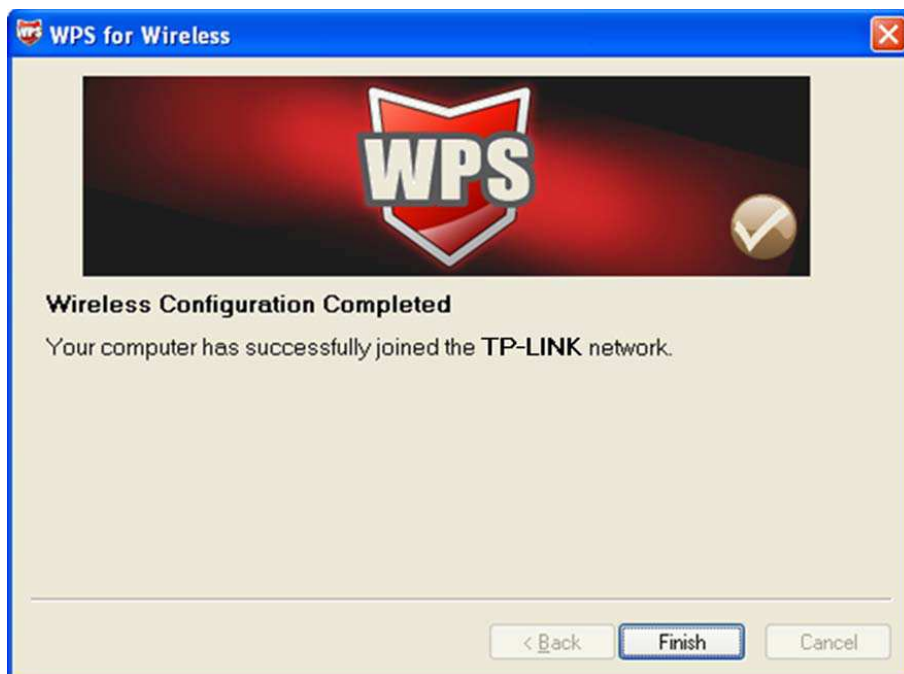 WPS for Wireless
WPS
Wireless Configuration Completed
Your computer has successfully joined the TP-LINK network.
< Back
Finish
Cancel